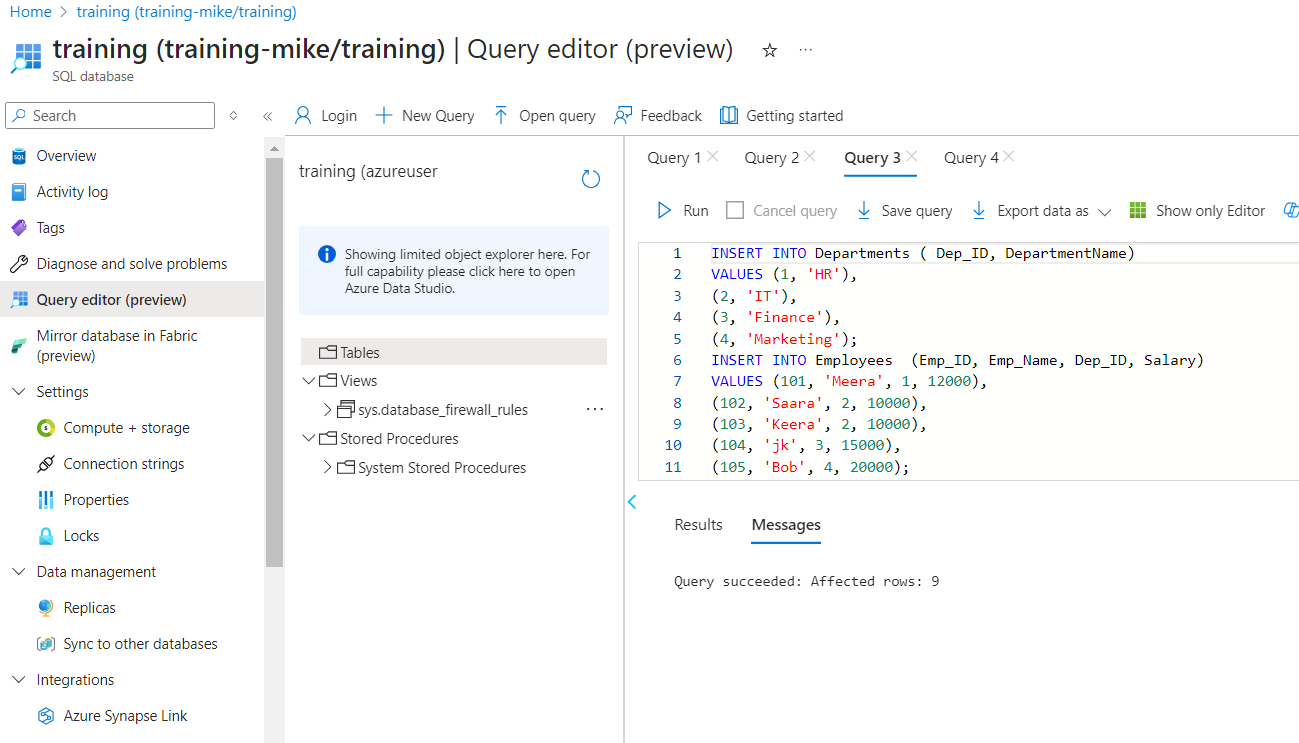 Home > training (training-mike/training)
training (training-mike/training) | Query editor (preview) ☆ ...
SQL database
Search
Login
New Query
Open query
Feedback
Getting started
Overview
Activity log
Tags
Diagnose and solve problems
Query editor (preview)
Mirror database in Fabric
(preview)
Settings
Compute + storage
Connection strings
Properties
Locks
Data management
Replicas
Sync to other databases
Integrations
Azure Synapse Link
training (azureuser
Showing limited object explorer here. For
full capability please click here to open
Azure Data Studio.
Tables
Views
sys.database_firewall_rules ...
Stored Procedures
System Stored Procedures
Query 1 Query 2 Query 3 Query 4
Run Cancel query Save query Export data as Show only Editor
1 INSERT INTO Departments ( Dep_ID, DepartmentName)
2 VALUES (1, 'HR'),
3 (2, 'IT'),
4 (3, 'Finance'),
5 (4, 'Marketing');
6 INSERT INTO Employees  (Emp_ID, Emp_Name, Dep_ID, Salary)
7 VALUES (101, 'Meera', 1, 12000),
8 (102, 'Saara', 2, 10000),
9 (103, 'Keera', 2, 10000),
10 (104, 'jk', 3, 15000),
11 (105, 'Bob', 4, 20000);
Results Messages
Query succeeded: Affected rows: 9